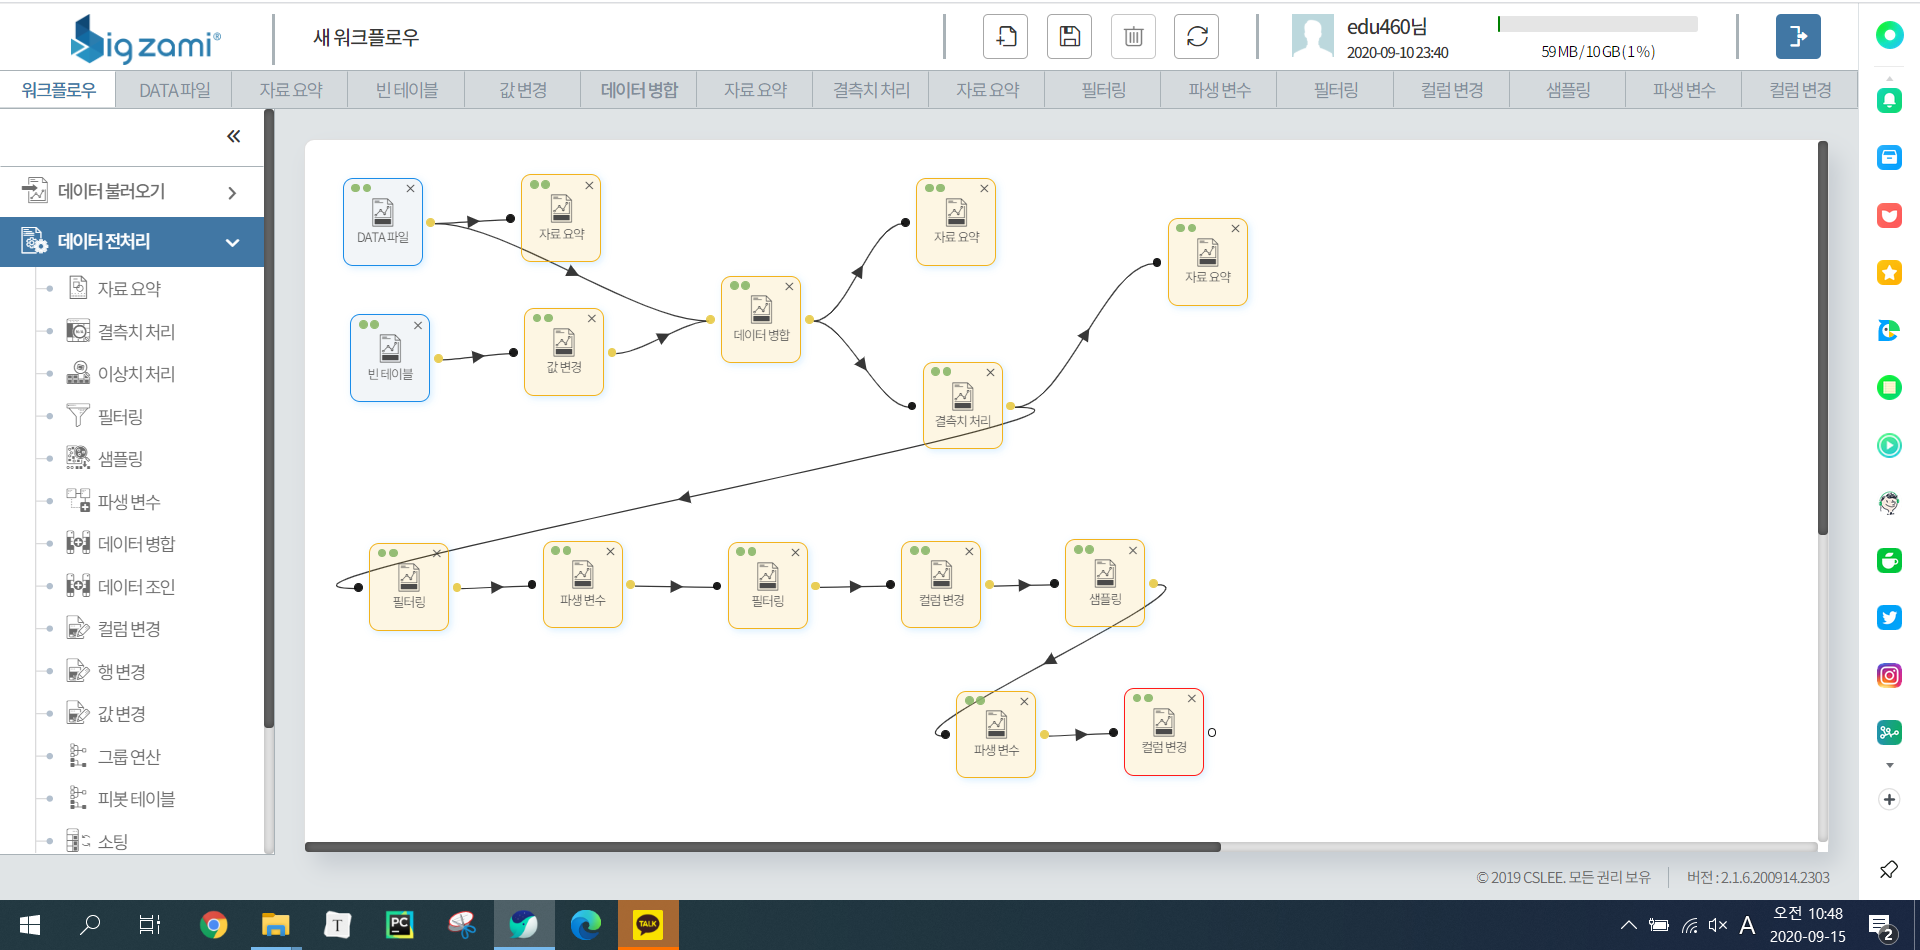 bigzami®
새 워크플로우
edu460님
2020-09-10 23:40
59 MB / 10 GB ( 1 % )
워크플로우
DATA 파일
자료 요약
빈 테이블
값 변경
데이터 병합
자료 요약
결측치 처리
자료 요약
필터링
파생 변수
필터링
컬럼 변경
샘플링
파생 변수
컬럼 변경
데이터 불러오기
데이터 전처리
자료 요약
결측치 처리
이상치 처리
필터링
샘플링
파생 변수
데이터 병합
데이터 조인
컬럼 변경
행 변경
값 변경
그룹 연산
피봇 테이블
소팅
DATA 파일
자료 요약
자료 요약
자료 요약
빈 테이블
값 변경
데이터 병합
결측치 처리
필터링
파생 변수
필터링
컬럼 변경
샘플링
파생 변수
컬럼 변경
© 2019 CSLEE. 모든 권리 보유
버전 : 2.1.6.200914.2303
T
PC
TALK
A
오전 10:48
2020-09-15
2